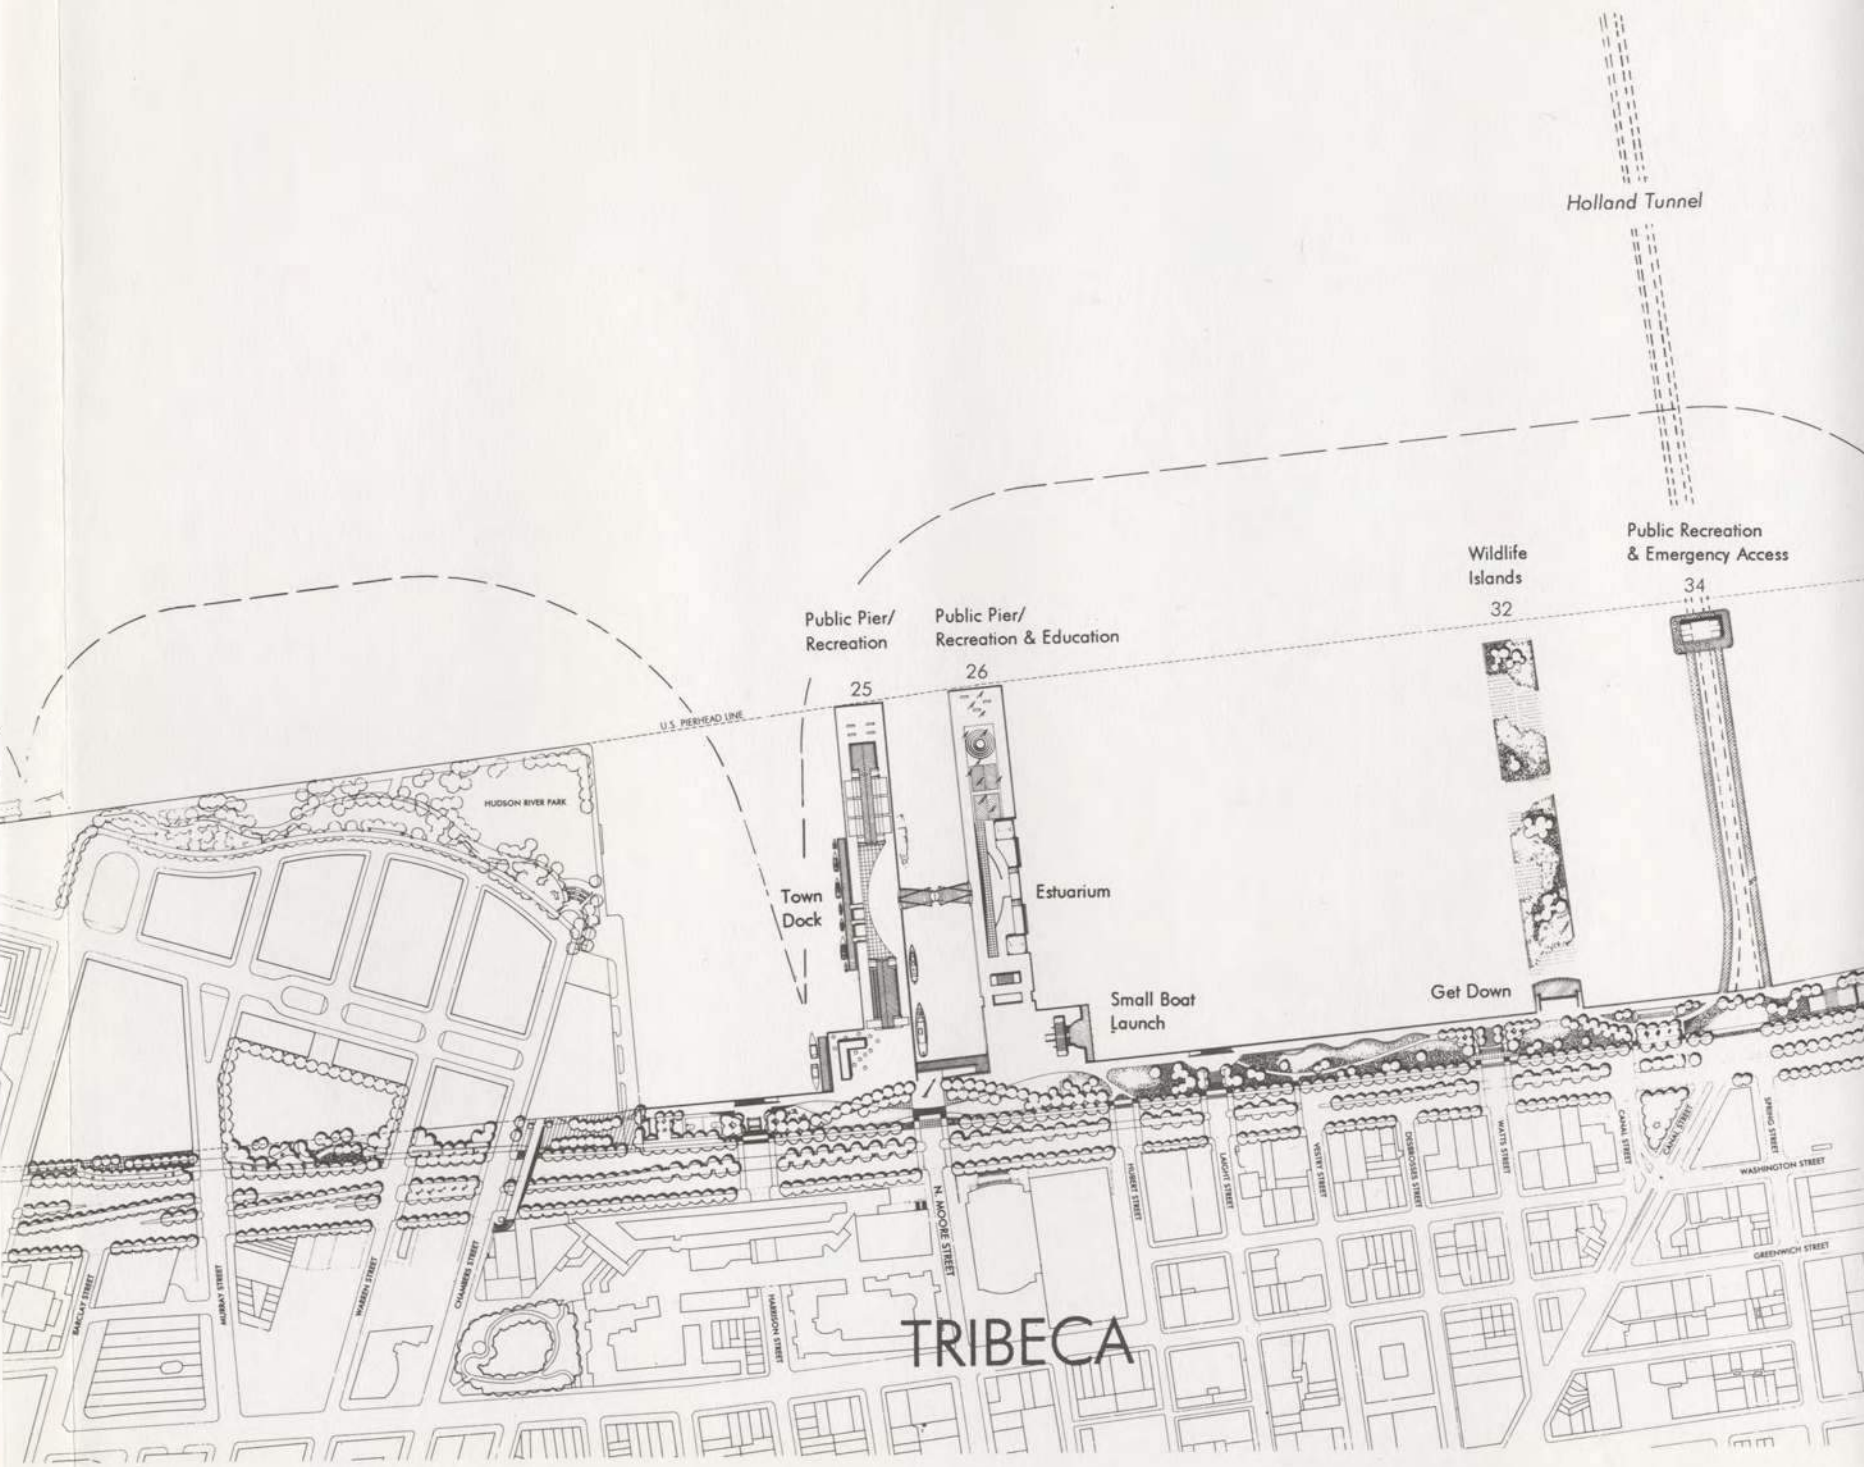 Holland Tunnel
Public Recreation
& Emergency Access
34
Wildlife
Islands
32
Public Pier/
Recreation
25
Public Pier/
Recreation & Education
26
U.S. PIERHEAD LINE
HUDSON RIVER PARK
Town
Dock
Estuarium
Small Boat
Launch
Get Down
BARCLAY STREET
MURRAY STREET
WARREN STREET
CHAMBERS STREET
HARRISON STREET
N. MOORE STREET
HUBERT STREET
LAIGHT STREET
VESTRY STREET
DESBROSSES STREET
WATTS STREET
CANAL STREET
CANAL STREET
SPRING STREET
WASHINGTON STREET
GREENWICH STREET
TRIBECA